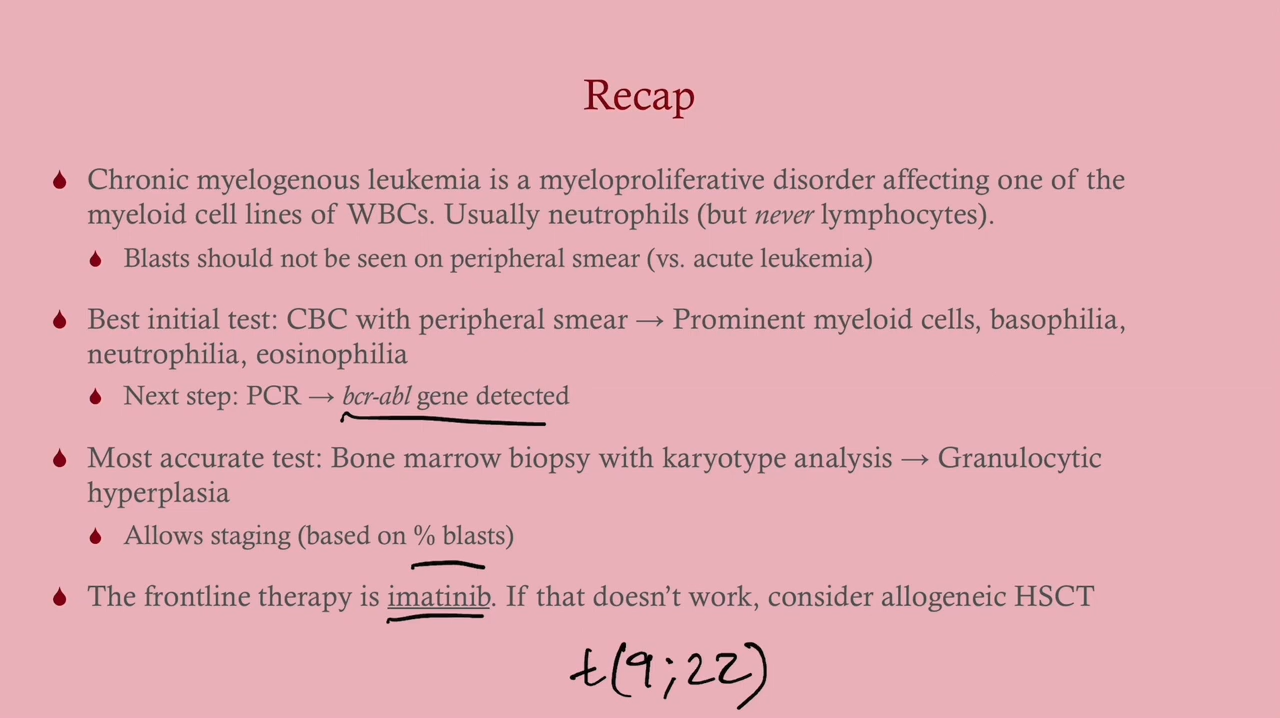 Recap
Chronic myelogenous leukemia is a myeloproliferative disorder affecting one of the
myeloid cell lines of WBCs. Usually neutrophils (but never lymphocytes).
Blasts should not be seen on peripheral smear (vs. acute leukemia)
Best initial test: CBC with peripheral smear → Prominent myeloid cells, basophilia,
neutrophilia, eosinophilia
Next step: PCR → bcr-abl gene detected
Most accurate test: Bone marrow biopsy with karyotype analysis → Granulocytic
hyperplasia
Allows staging (based on % blasts)
The frontline therapy is imatinib. If that doesn’t work, consider allogeneic HSCT
t(9;22)